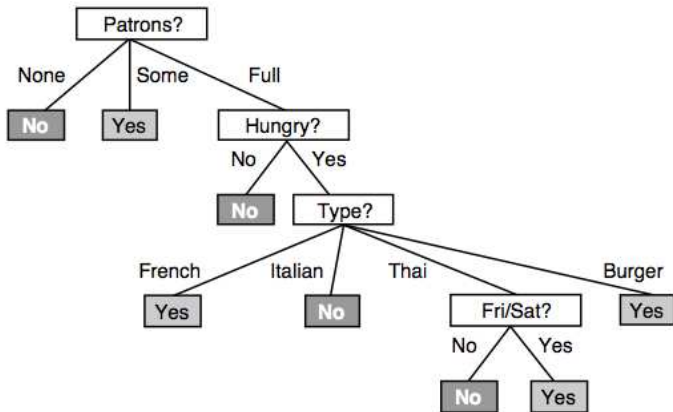 Patrons?
None Some Full
No Yes Hungry?
No Yes
No Type?
French Italian Thai Burger
Yes No Fri/Sat? Yes
No Yes
No Yes